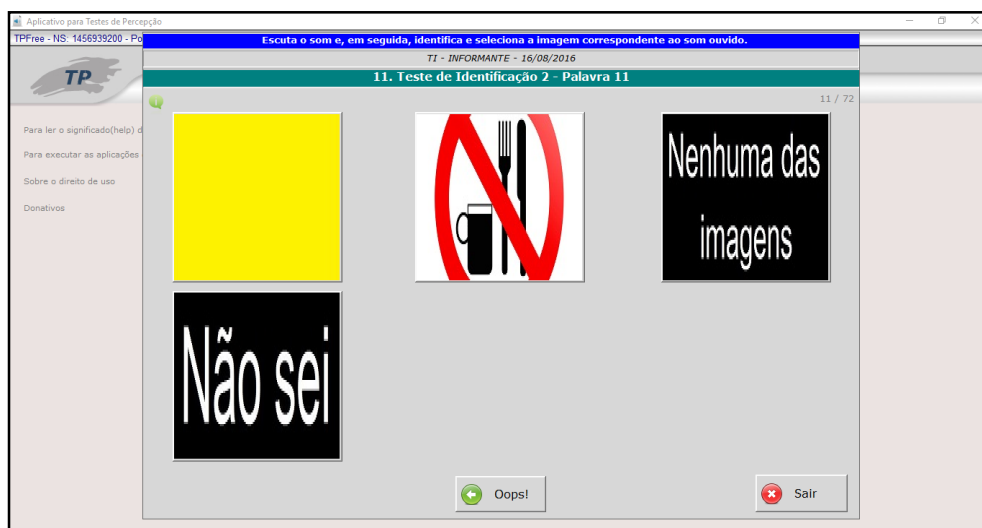 Aplicativo para Testes de Percepção
TPFree - NS: 1456939200 - Po
Escuta o som e, em seguida, identifica e seleciona a imagem correspondente ao som ouvido.
TI - INFORMANTE - 16/08/2016
11. Teste de Identificação 2 - Palavra 11
TP
11 / 72
Para ler o significado(help) d
Para executar as aplicações
Sobre o direito de uso
Donativos
Nenhuma das
imagens
Não sei
Oops!
Sair